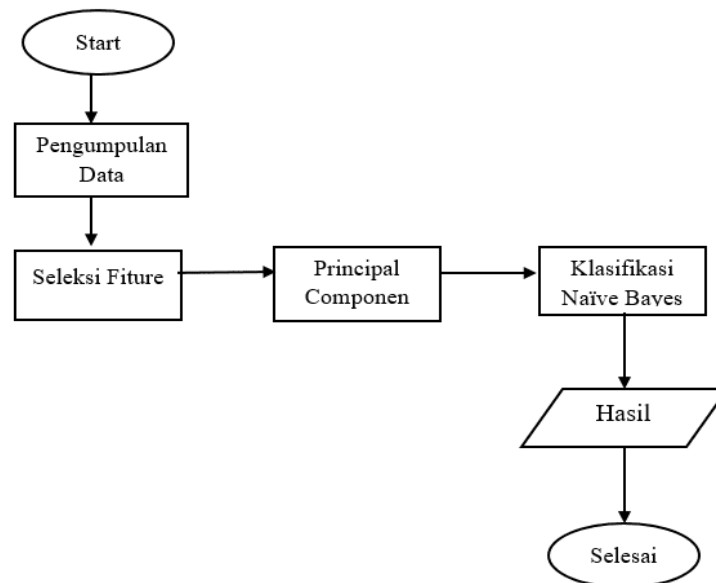 Start
Pengumpulan
Data
Seleksi Fiture
Principal
Componen
Klasifikasi
Naïve Bayes
Hasil
Selesai